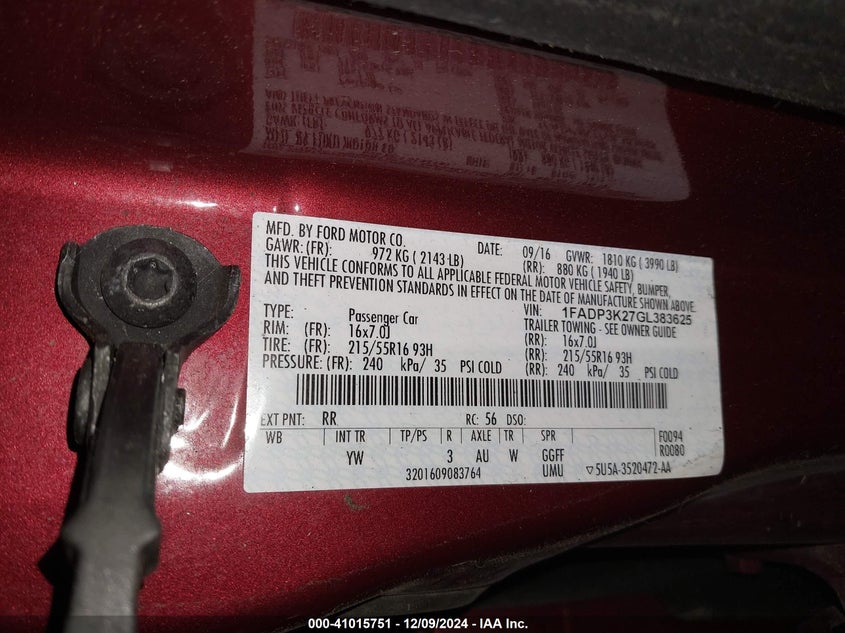 MFD. BY FORD MOTOR CO. DATE: 09/16 GVWR: 1810 KG ( 3990 LB)
GAWR: (FR): 972 KG ( 2143 LB) (RR): 880 KG ( 1940 LB)
THIS VEHICLE CONFORMS TO ALL APPLICABLE FEDERAL MOTOR VEHICLE SAFETY, BUMPER,
AND THEFT PREVENTION STANDARDS IN EFFECT ON THE DATE OF MANUFACTURE SHOWN ABOVE.
VIN: 1FADP3K27GL383625
TYPE: Passenger Car TRAILER TOWING - SEE OWNER GUIDE
RIM: (FR): 16x7.0J (RR): 16x7.0J
TIRE: (FR): 215/55R16 93H (RR): 215/55R16 93H
PRESSURE: (FR): 240 kPa/ 35 PSI COLD (RR): 240 kPa/ 35 PSI COLD
EXT PNT: RR RC: 56 DSO:
WB INT TR TP/PS R AXLE TR SPR F0094
YW 3 AU W GGFF R0080
3201609083764 UMU ▽5U5A-3520472-AA
000-41015751 - 12/09/2024 - IAA Inc.